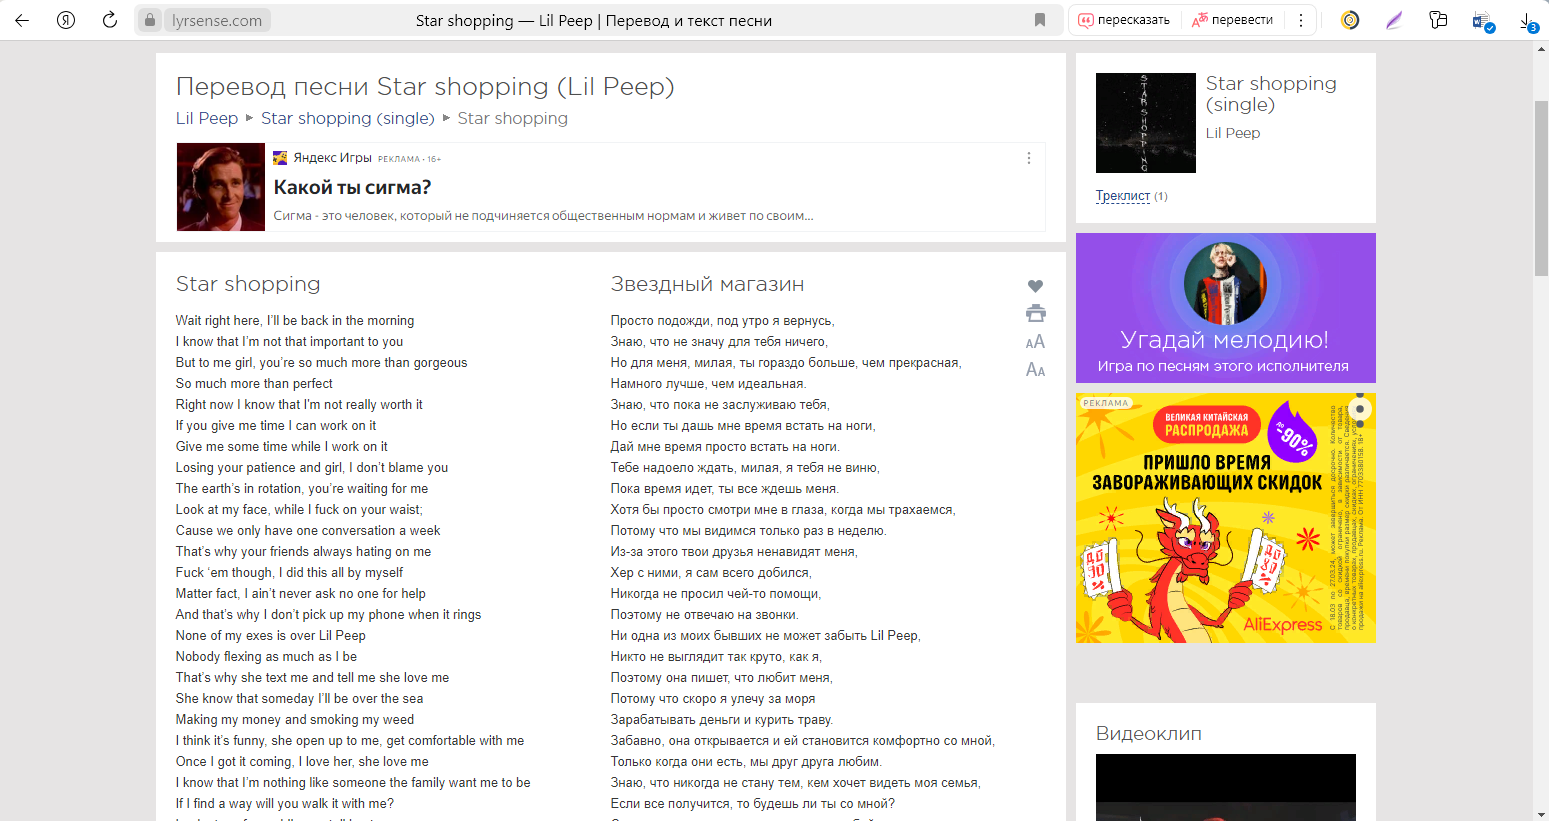 lyrsense.com
Star shopping — Lil Peep | Перевод и текст песни
пересказать
перевести
3
Перевод песни Star shopping (Lil Peep)
Lil Peep ▸ Star shopping (single) ▸ Star shopping
Яндекс Игры РЕКЛАМА • 16+
Какой ты сигма?
Сигма - это человек, который не подчиняется общественным нормам и живет по своим...
Star shopping
Wait right here, I’ll be back in the morning
I know that I’m not that important to you
But to me girl, you’re so much more than gorgeous
So much more than perfect
Right now I know that I’m not really worth it
If you give me time I can work on it
Give me some time while I work on it
Losing your patience and girl, I don’t blame you
The earth’s in rotation, you’re waiting for me
Look at my face, while I fuck on your waist;
Cause we only have one conversation a week
That’s why your friends always hating on me
Fuck ‘em though, I did this all by myself
Matter fact, I ain’t never ask no one for help
And that’s why I don’t pick up my phone when it rings
None of my exes is over Lil Peep
Nobody flexing as much as I be
That’s why she text me and tell me she love me
She know that someday I’ll be over the sea
Making my money and smoking my weed
I think it’s funny, she open up to me, get comfortable with me
Once I got it coming, I love her, she love me
I know that I’m nothing like someone the family want me to be
If I find a way will you walk it with me?
Звездный магазин
Просто подожди, под утро я вернусь,
Знаю, что не значу для тебя ничего,
Но для меня, милая, ты гораздо больше, чем прекрасная,
Намного лучше, чем идеальная.
Знаю, что пока не заслуживаю тебя,
Но если ты дашь мне время встать на ноги,
Дай мне время просто встать на ноги.
Тебе надоело ждать, милая, я тебя не виню,
Пока время идет, ты все ждешь меня.
Хотя бы просто смотри мне в глаза, когда мы трахаемся,
Потому что мы видимся только раз в неделю.
Из-за этого твои друзья ненавидят меня,
Хер с ними, я сам всего добился,
Никогда не просил чей-то помощи,
Поэтому не отвечаю на звонки.
Ни одна из моих бывших не может забыть Lil Peep,
Никто не выглядит так круто, как я,
Поэтому она пишет, что любит меня,
Потому что скоро я улечу за моря
Зарабатывать деньги и курить траву.
Забавно, она открывается и ей становится комфортно со мной,
Только когда они есть, мы друг друга любим.
Знаю, что никогда не стану тем, кем хочет видеть моя семья,
Если все получится, то будешь ли ты со мной?
STAR SHOPPING
Star shopping
(single)
Lil Peep
Треклист (1)
Угадай мелодию!
Игра по песням этого исполнителя
РЕКЛАМА
ВЕЛИКАЯ КИТАЙСКАЯ
РАСПРОДАЖА
ДО
-90%
ПРИШЛО ВРЕМЯ
ЗАВОРАЖИВАЮЩИХ СКИДОК
ДО 90%
ДО 90%
AliExpress
Видеоклип